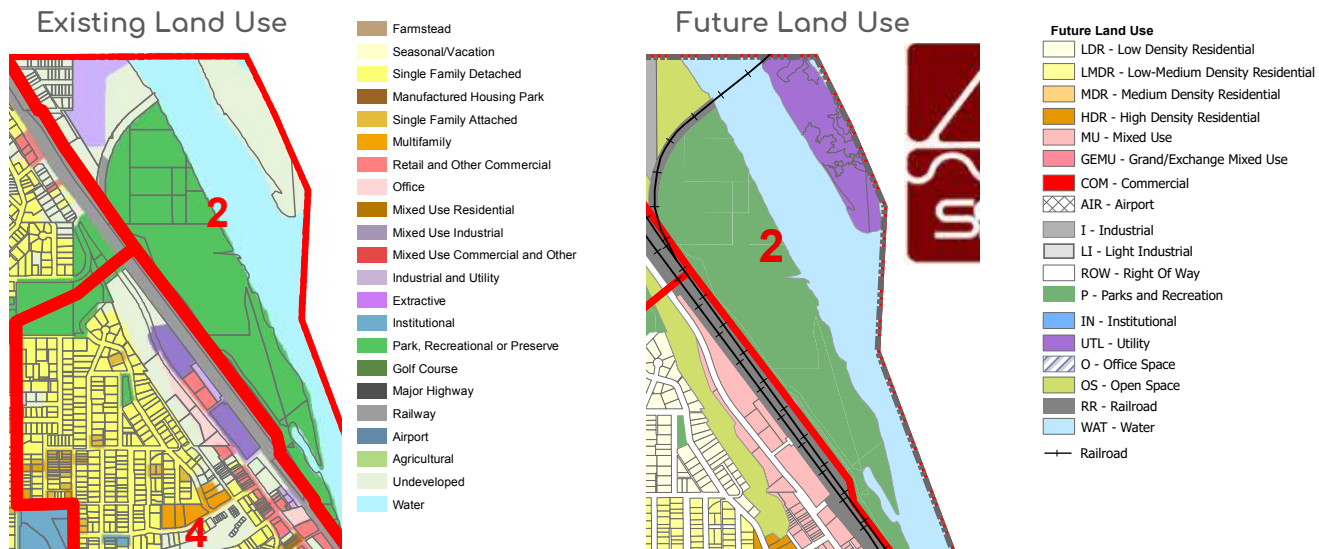 Existing Land Use
2
4
Farmstead
Seasonal/Vacation
Single Family Detached
Manufactured Housing Park
Single Family Attached
Multifamily
Retail and Other Commercial
Office
Mixed Use Residential
Mixed Use Industrial
Mixed Use Commercial and Other
Industrial and Utility
Extractive
Institutional
Park, Recreational or Preserve
Golf Course
Major Highway
Railway
Airport
Agricultural
Undeveloped
Water
Future Land Use
2
Future Land Use
LDR - Low Density Residential
LMDR - Low-Medium Density Residential
MDR - Medium Density Residential
HDR - High Density Residential
MU - Mixed Use
GEMU - Grand/Exchange Mixed Use
COM - Commercial
AIR - Airport
I - Industrial
LI - Light Industrial
ROW - Right Of Way
P - Parks and Recreation
IN - Institutional
UTL - Utility
O - Office Space
OS - Open Space
RR - Railroad
WAT - Water
Railroad